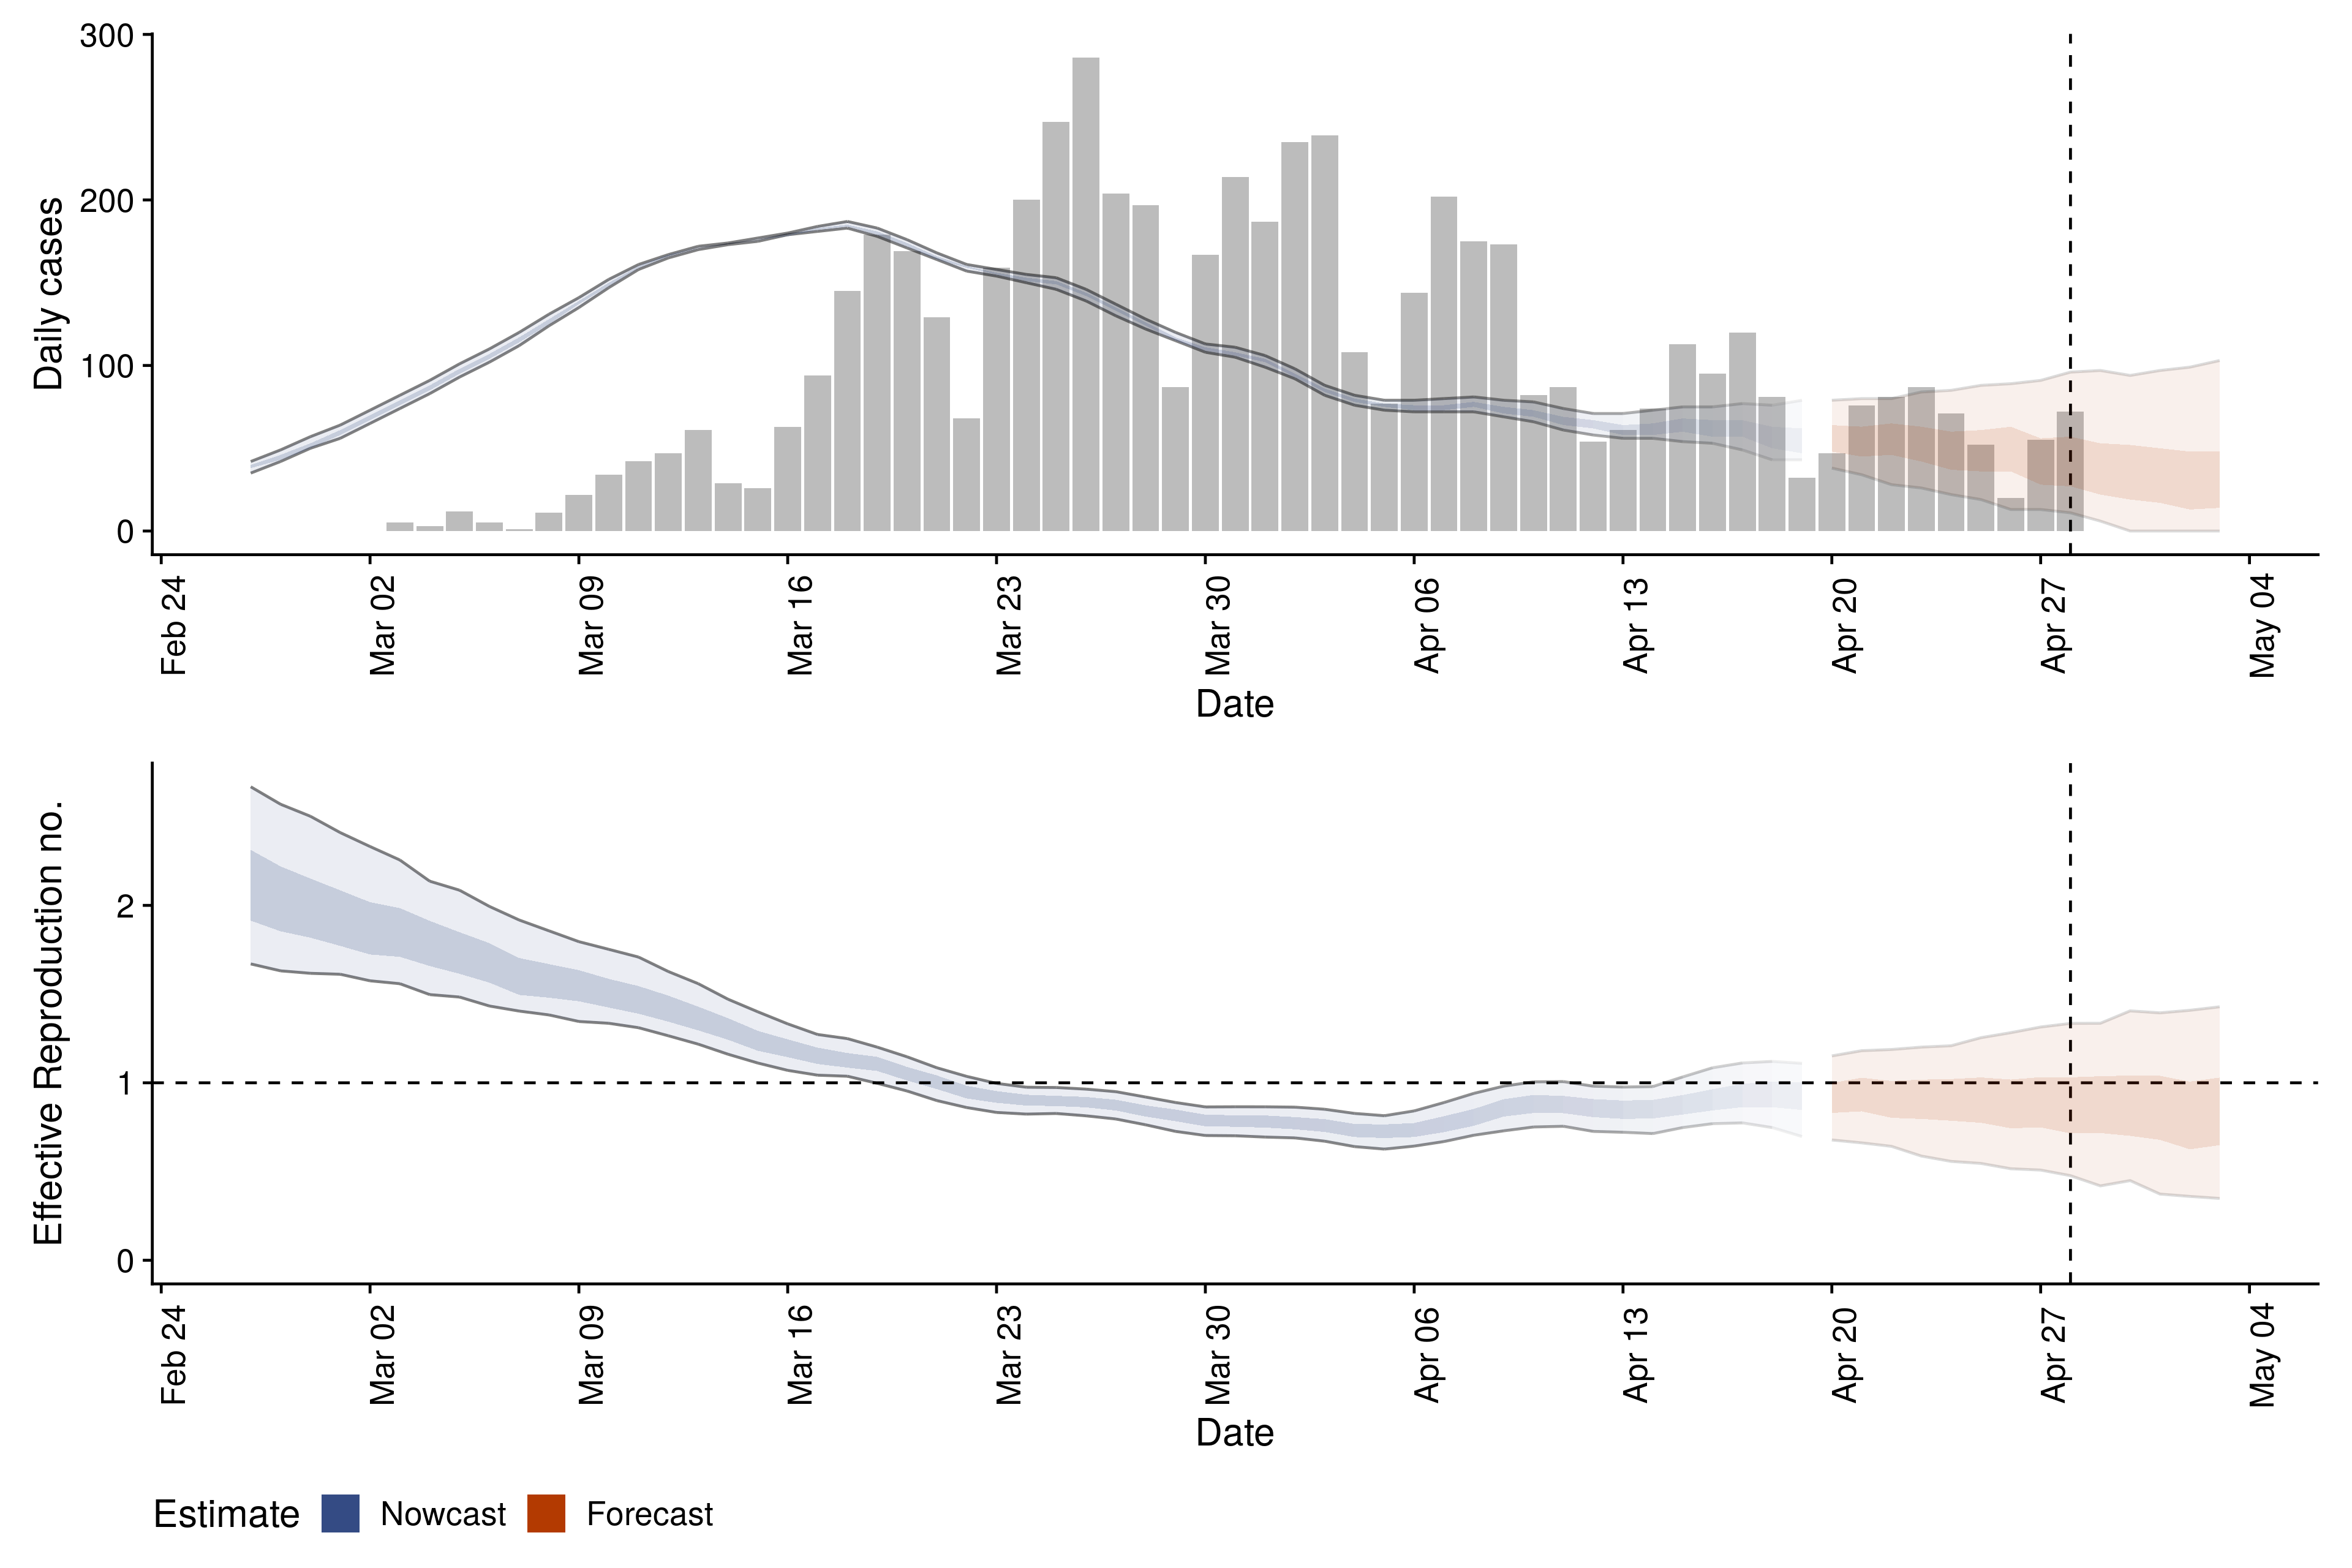 300
200
100
0
Daily cases
Feb 24
Mar 02
Mar 09
Mar 16
Mar 23
Mar 30
Apr 06
Apr 13
Apr 20
Apr 27
May 04
Date
2
1
0
Effective Reproduction no.
Feb 24
Mar 02
Mar 09
Mar 16
Mar 23
Mar 30
Apr 06
Apr 13
Apr 20
Apr 27
May 04
Date
Estimate Nowcast Forecast